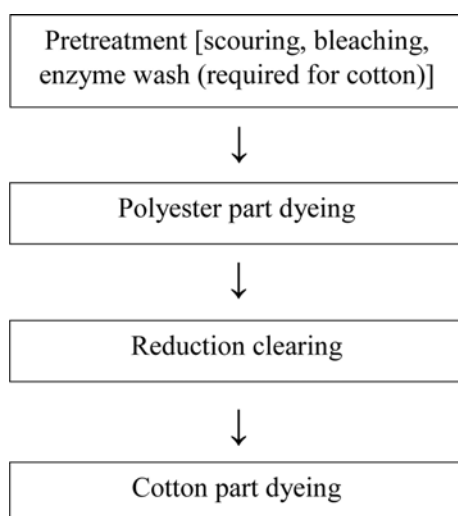 Pretreatment [scouring, bleaching,
enzyme wash (required for cotton)]
Polyester part dyeing
Reduction clearing
Cotton part dyeing